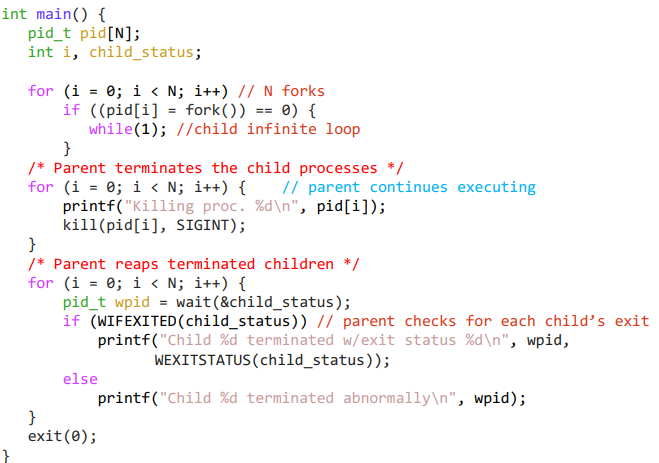 int main() {
pid_t pid[N];
int i, child_status;
for (i = 0; i < N; i++) // N forks
if ((pid[i] = fork()) == 0) {
while(1); //child infinite loop
}
/* Parent terminates the child processes */
for (i = 0; i < N; i++) { // parent continues executing
printf("Killing proc. %d\n", pid[i]);
kill(pid[i], SIGINT);
}
/* Parent reaps terminated children */
for (i = 0; i < N; i++) {
pid_t wpid = wait(&child_status);
if (WIFEXITED(child_status)) // parent checks for each child’s exit
printf("Child %d terminated w/exit status %d\n", wpid,
WEXITSTATUS(child_status));
else
printf("Child %d terminated abnormally\n", wpid);
}
exit(0);
}